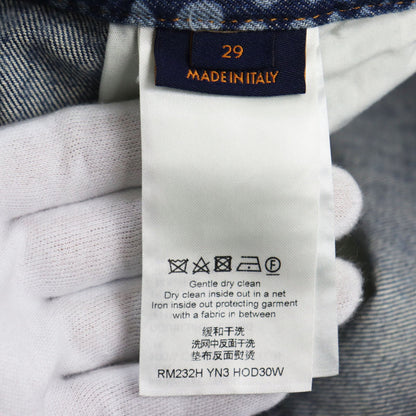 29
MADE IN ITALY
Gentle dry clean
Dry clean inside out in a net
Iron inside out protecting garment
with a fabric in between
缓和干洗
洗网中反面干洗
垫布反面熨烫
RM232H YN3 HOD30W